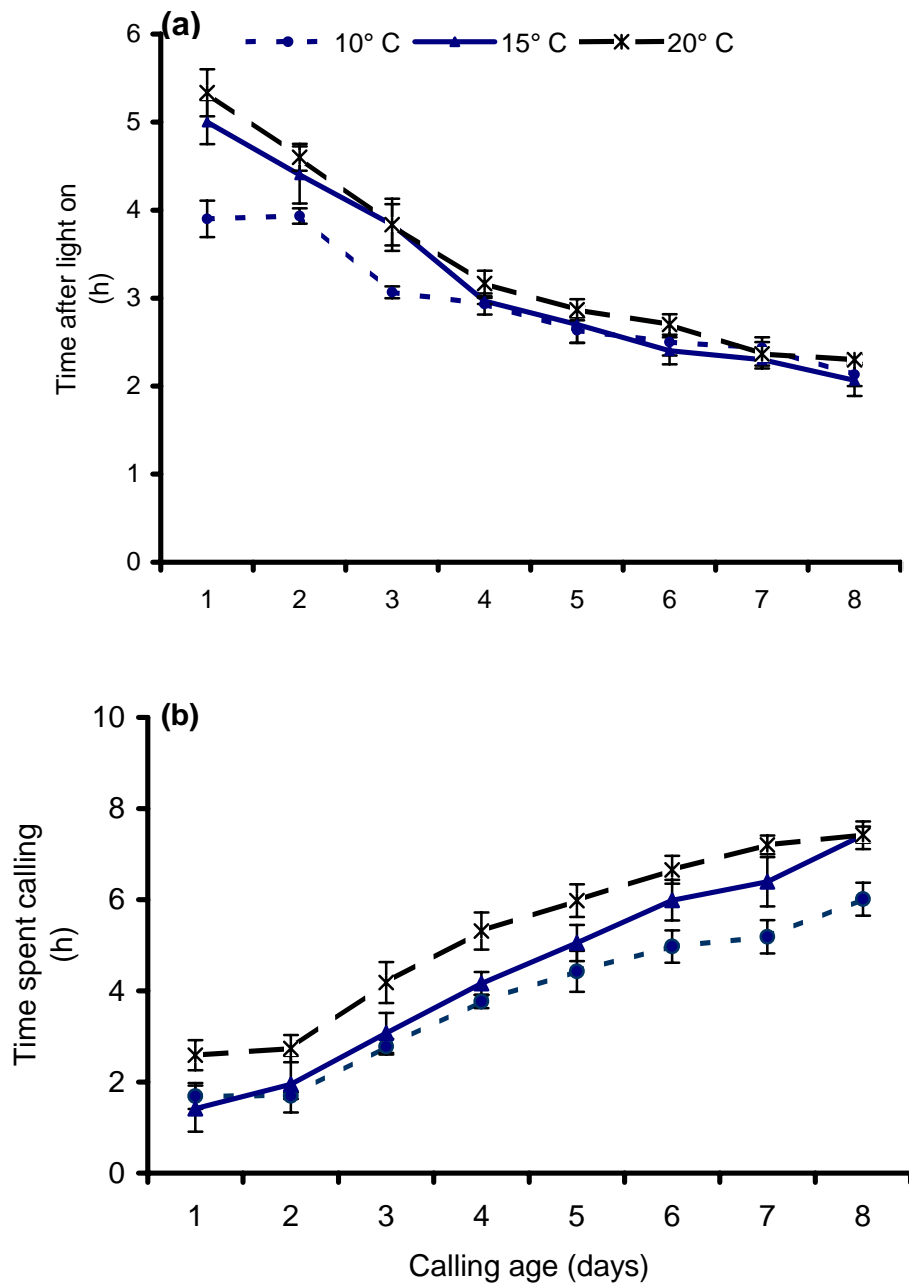 (a)
10° C 15° C 20° C
6
5
4
3
2
1
0
Time after light on
(h)
1 2 3 4 5 6 7 8
(b)
10
8
6
4
2
0
Time spent calling
(h)
1 2 3 4 5 6 7 8
Calling age (days)